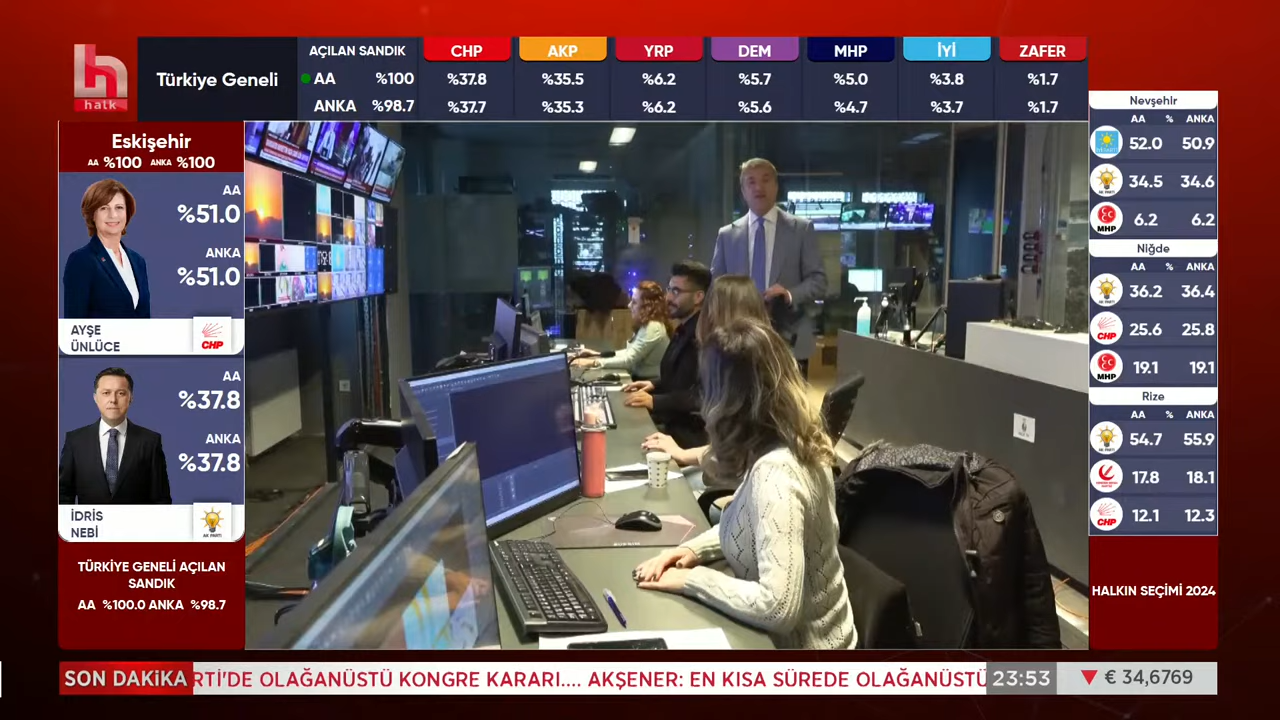 halk
Türkiye Geneli
AÇILAN SANDIK CHP AKP YRP DEM MHP İYİ ZAFER
AA %100 %37.8 %35.5 %6.2 %5.7 %5.0 %3.8 %1.7
ANKA %98.7 %37.7 %35.3 %6.2 %5.6 %4.7 %3.7 %1.7
Eskişehir
AA %100 ANKA %100
AA
%51.0
ANKA
%51.0
AYŞE
ÜNLÜCE
CHP
AA
%37.8
ANKA
%37.8
İDRİS
NEBİ
AK PARTİ
TÜRKİYE GENELİ AÇILAN
SANDIK
AA %100.0 ANKA %98.7
Nevşehir
AA % ANKA
52.0 50.9
34.5 34.6
MHP 6.2 6.2
Niğde
AA % ANKA
36.2 36.4
CHP 25.6 25.8
MHP 19.1 19.1
Rize
AA % ANKA
54.7 55.9
17.8 18.1
CHP 12.1 12.3
HALKIN SEÇİMİ 2024
SON DAKİKA RTİ'DE OLAĞANÜSTÜ KONGRE KARARI.... AKŞENER: EN KISA SÜREDE OLAĞANÜSTÜ 23:53 € 34,6769